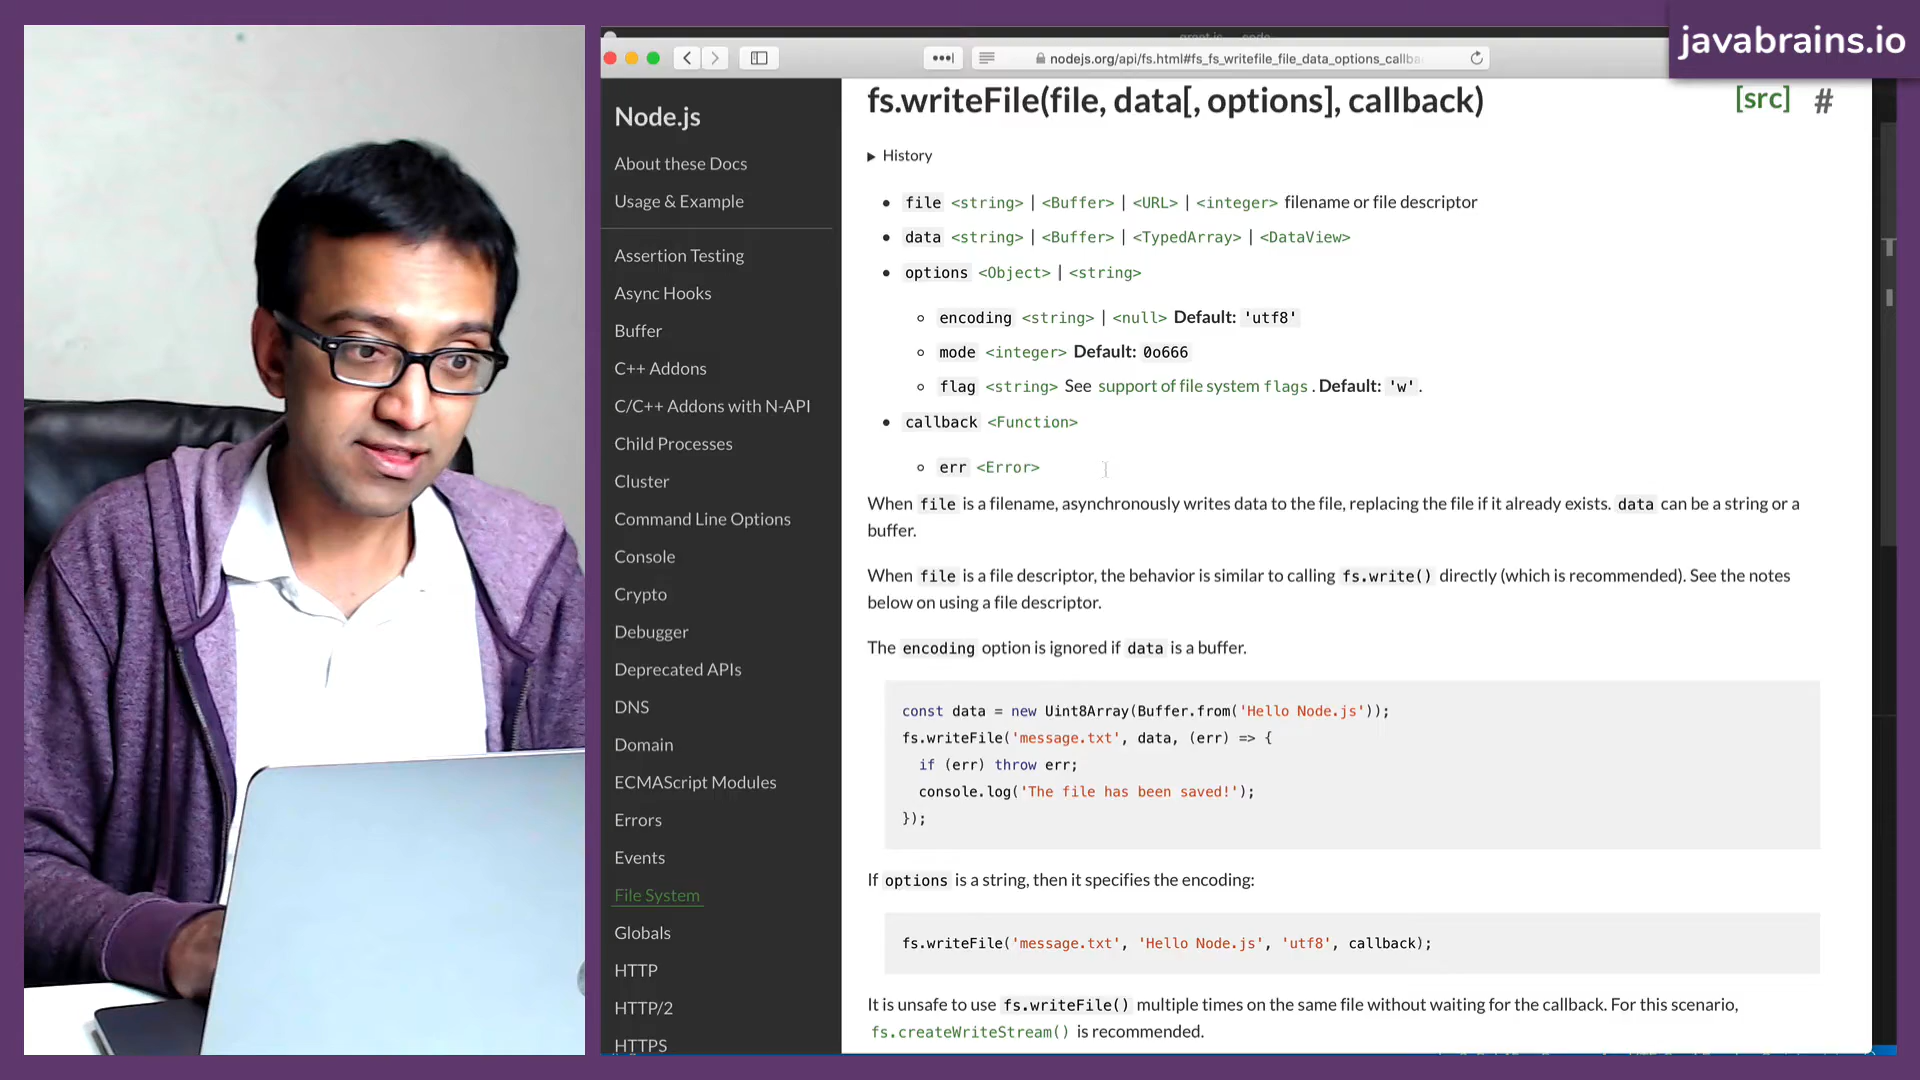 javabrains.io
nodejs.org/api/fs.html#fs_fs_writefile_file_data_options_callba
Node.js
About these Docs
Usage & Example
Assertion Testing
Async Hooks
Buffer
C++ Addons
C/C++ Addons with N-API
Child Processes
Cluster
Command Line Options
Console
Crypto
Debugger
Deprecated APIs
DNS
Domain
ECMAScript Modules
Errors
Events
File System
Globals
HTTP
HTTP/2
HTTPS
fs.writeFile(file, data[, options], callback)
[src] #
History
file <string> | <Buffer> | <URL> | <integer> filename or file descriptor
data <string> | <Buffer> | <TypedArray> | <DataView>
options <Object> | <string>
encoding <string> | <null> Default: 'utf8'
mode <integer> Default: 0o666
flag <string> See support of file system flags. Default: 'w'.
callback <Function>
err <Error>
When file is a filename, asynchronously writes data to the file, replacing the file if it already exists. data can be a string or a
buffer.
When file is a file descriptor, the behavior is similar to calling fs.write() directly (which is recommended). See the notes
below on using a file descriptor.
The encoding option is ignored if data is a buffer.
const data = new Uint8Array(Buffer.from('Hello Node.js'));
fs.writeFile('message.txt', data, (err) => {
if (err) throw err;
console.log('The file has been saved!');
});
If options is a string, then it specifies the encoding:
fs.writeFile('message.txt', 'Hello Node.js', 'utf8', callback);
It is unsafe to use fs.writeFile() multiple times on the same file without waiting for the callback. For this scenario,
fs.createWriteStream() is recommended.